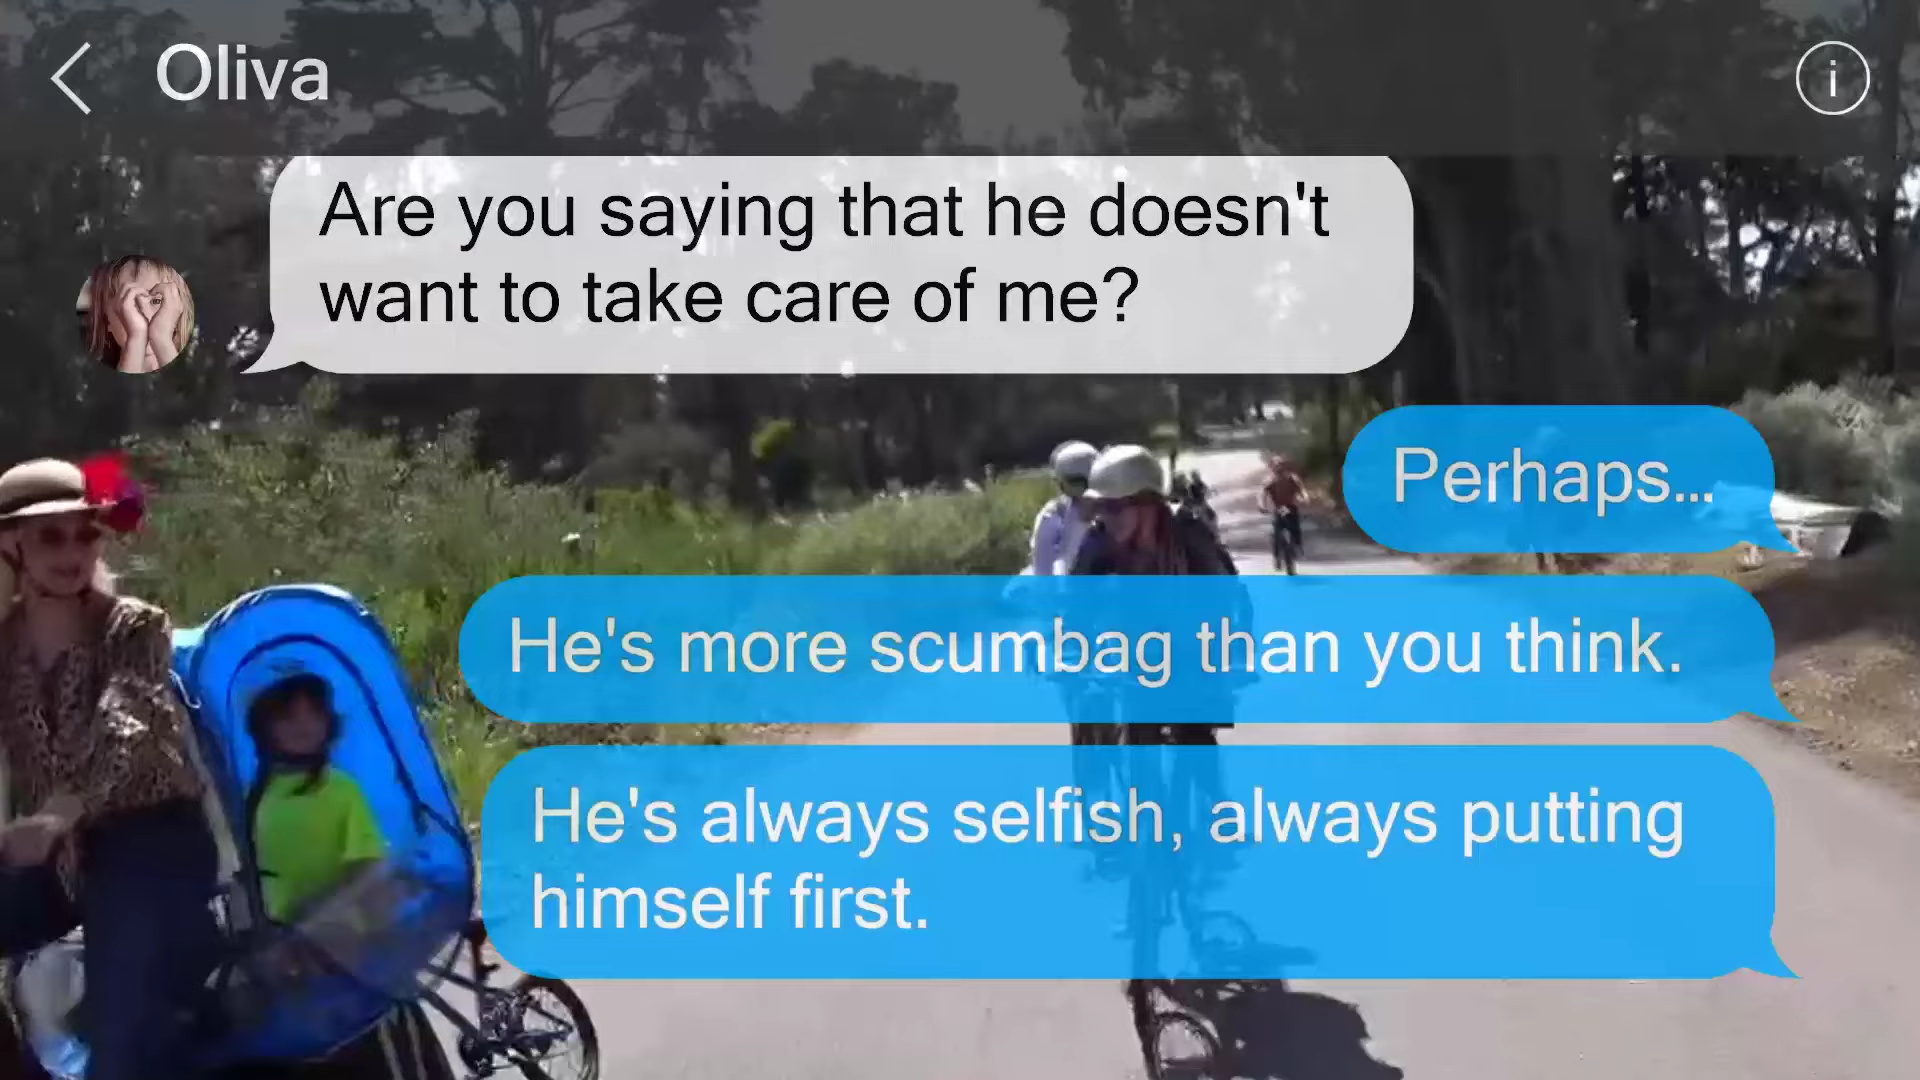 Oliva
i
Are you saying that he doesn't
want to take care of me?
Perhaps...
He's more scumbag than you think.
He's always selfish, always putting
himself first.